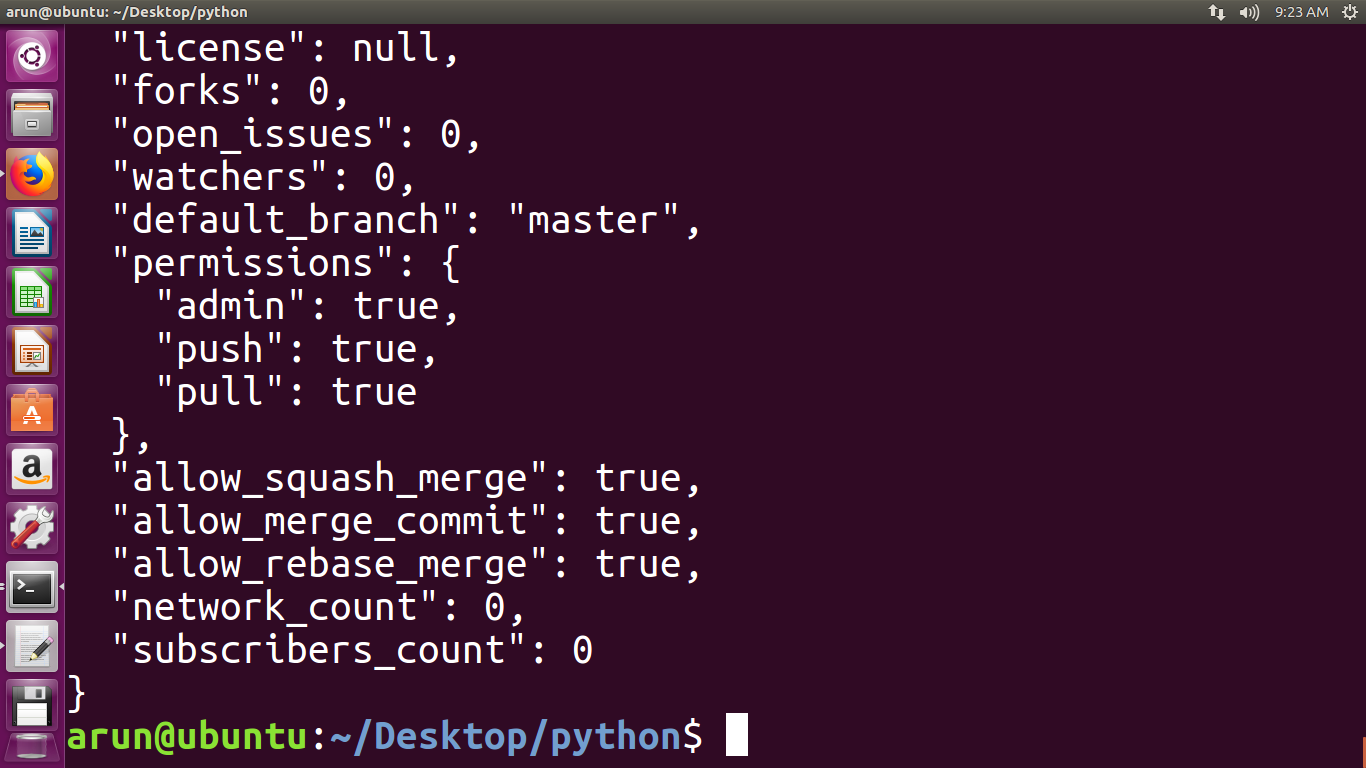 arun@ubuntu: ~/Desktop/python
9:23 AM
"license": null,
"forks": 0,
"open_issues": 0,
"watchers": 0,
"default_branch": "master",
"permissions": {
"admin": true,
"push": true,
"pull": true
},
"allow_squash_merge": true,
"allow_merge_commit": true,
"allow_rebase_merge": true,
"network_count": 0,
"subscribers_count": 0
}
arun@ubuntu:~/Desktop/python$